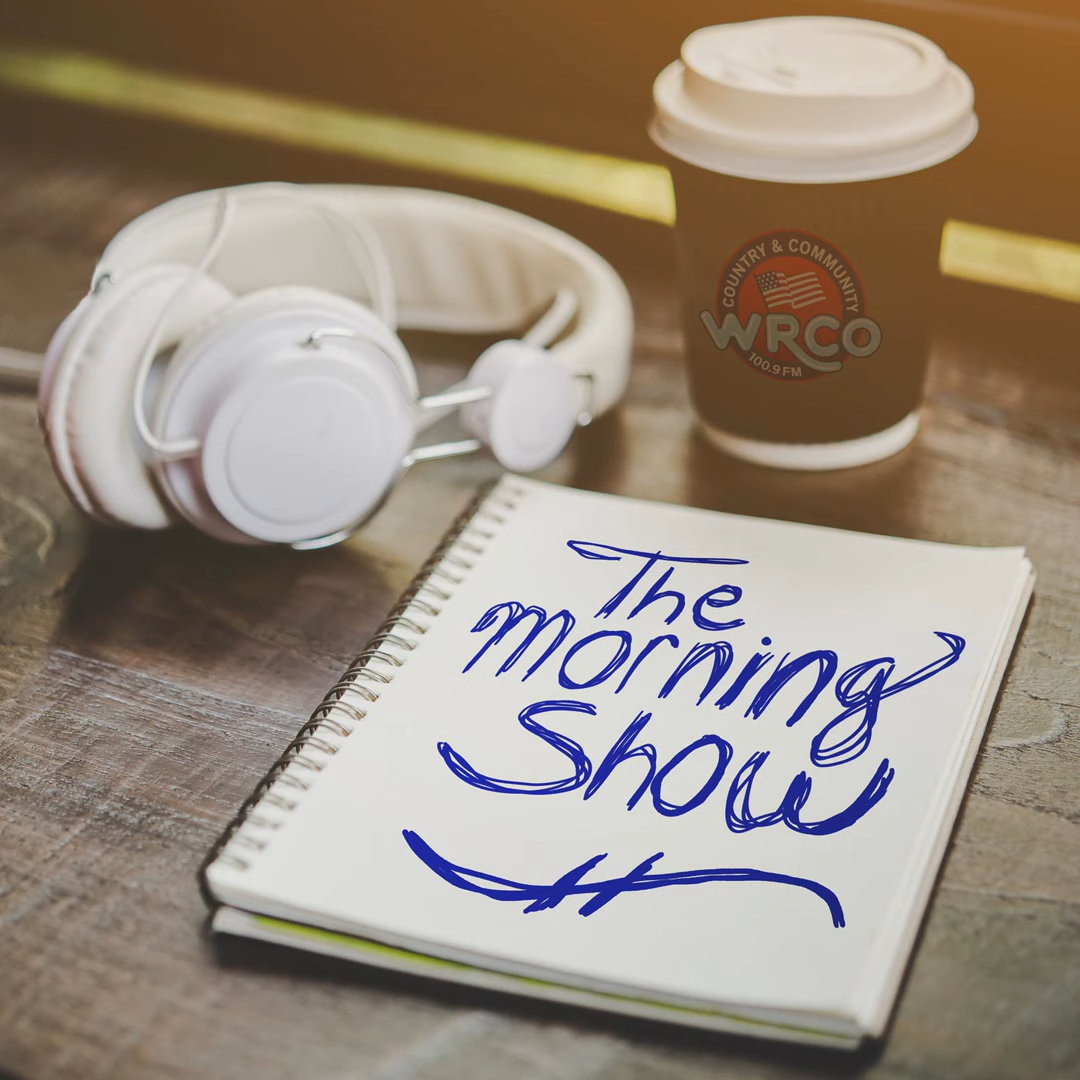 COUNTRY & COMMUNITY
WRCO
100.9 FM
The
morning
Show